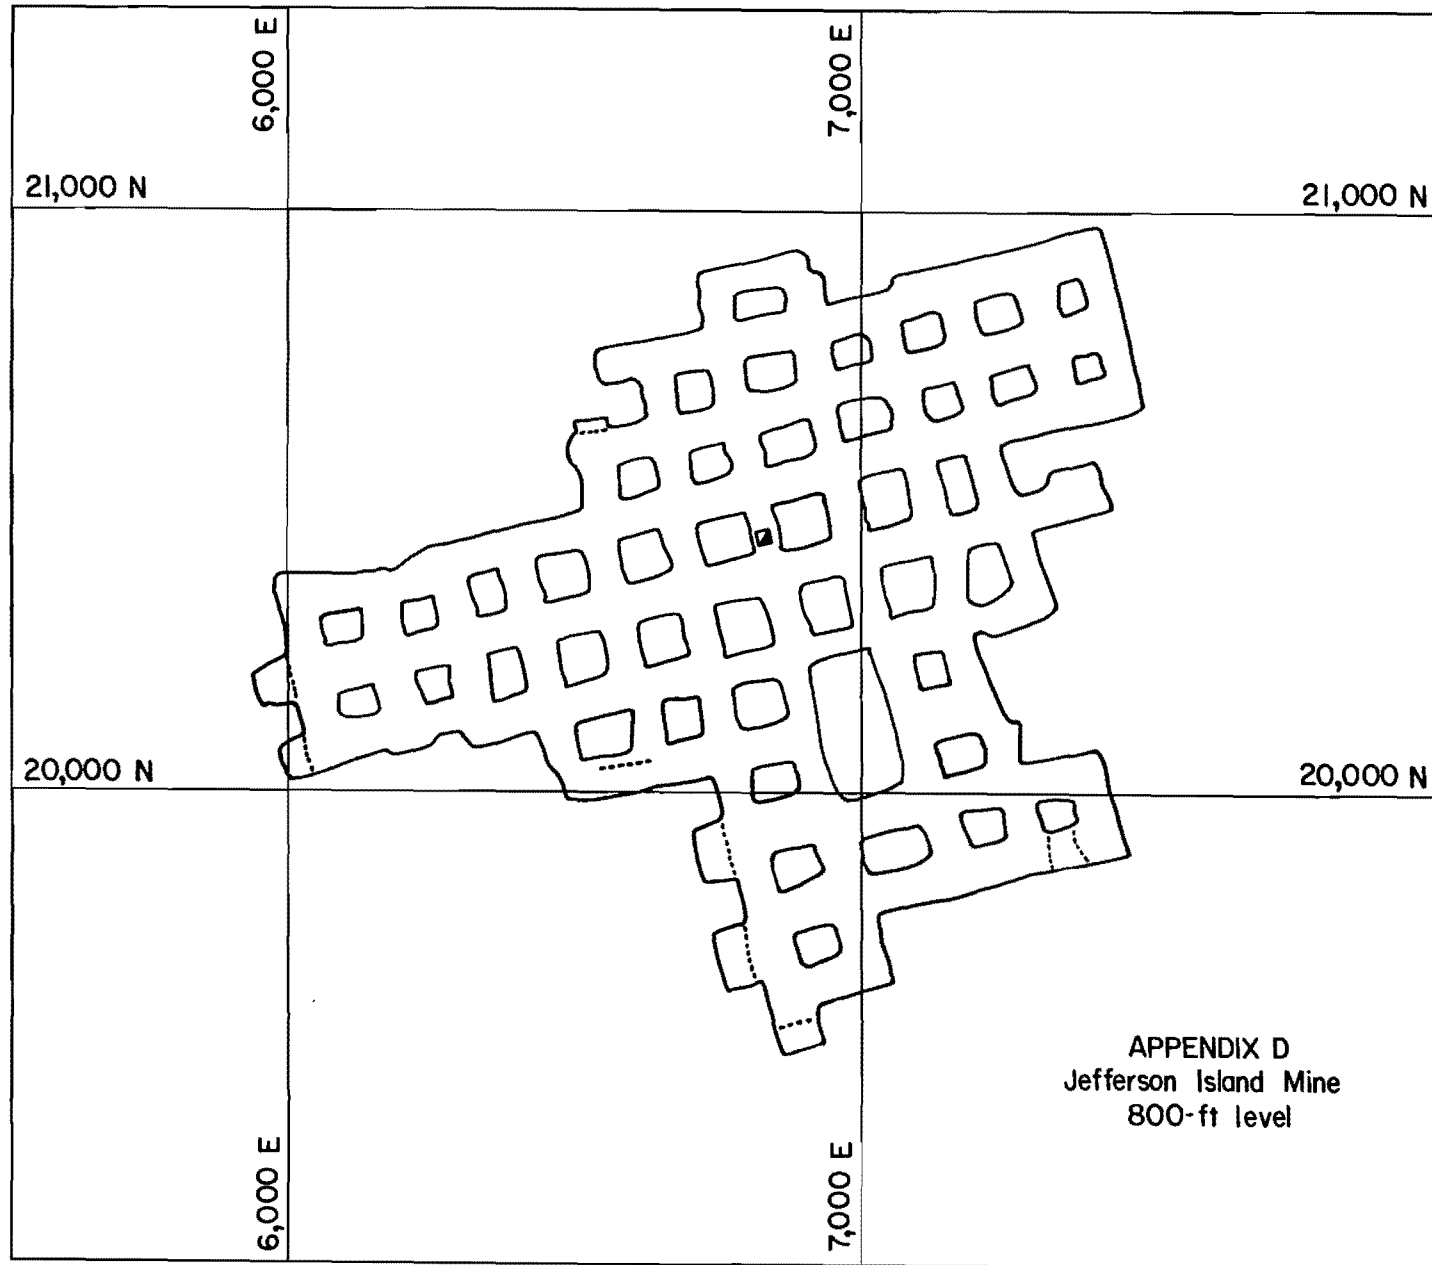 6,000 E
7,000 E
21,000 N
21,000 N
20,000 N
20,000 N
APPENDIX D
Jefferson Island Mine
800-ft level
6,000 E
7,000 E